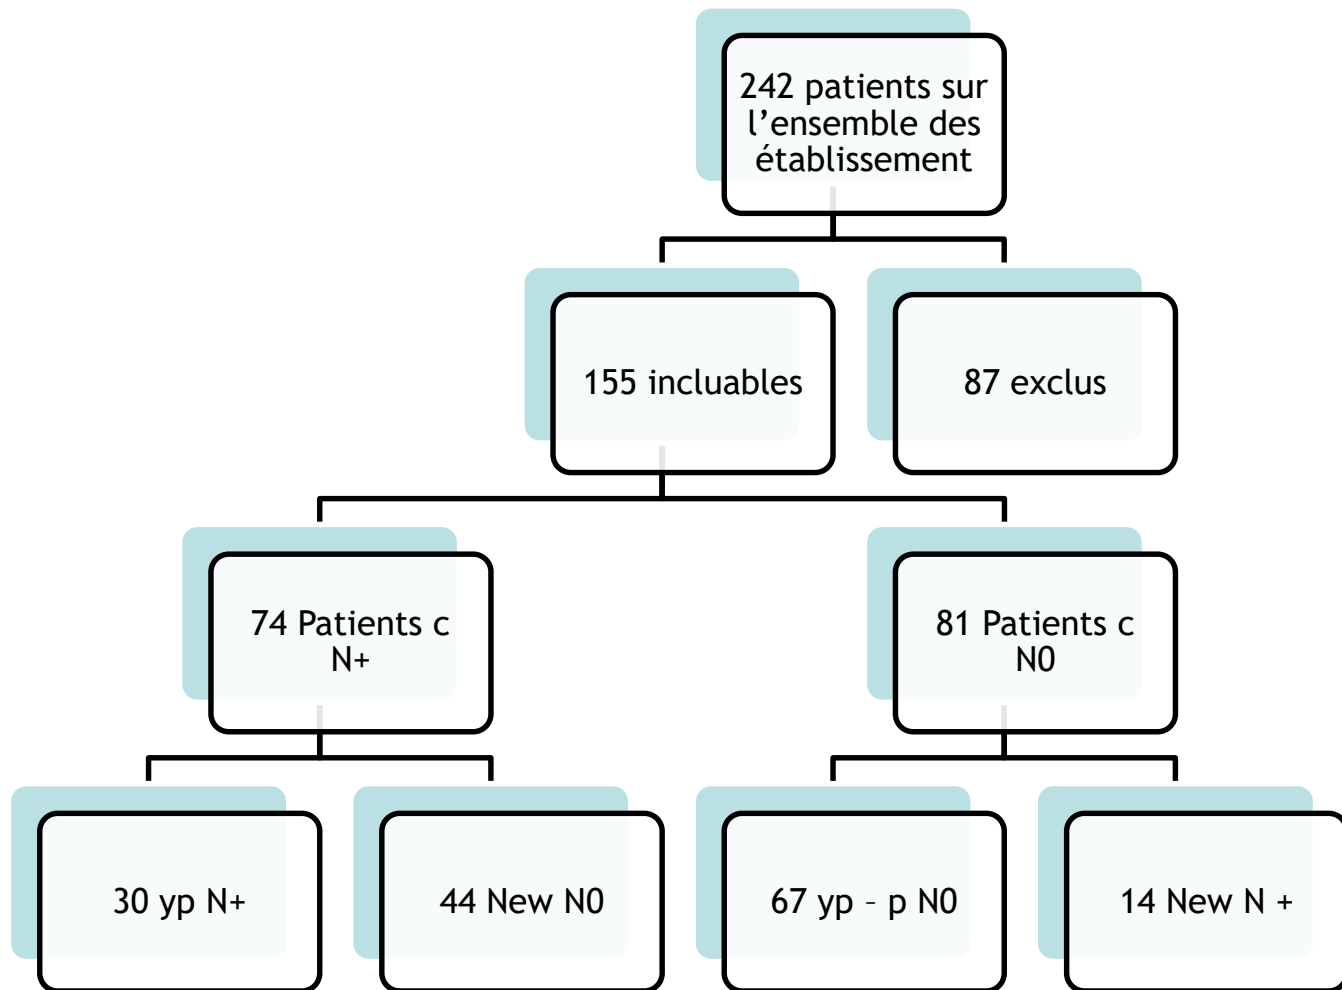 242 patients sur
l’ensemble des
établissement
155 incluables
87 exclus
74 Patients c
N+
81 Patients c
N0
30 yp N+
44 New N0
67 yp – p N0
14 New N +